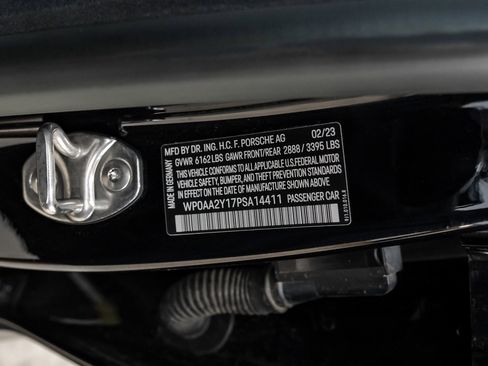 MADE IN GERMANY
MFD BY DR. ING. H.C. F. PORSCHE AG 02/23
GVWR 6162 LBS GAWR FRONT/REAR 2888 / 3395 LBS
THIS VEHICLE CONFORMS TO ALL APPLICABLE U.S. FEDERAL MOTOR
VEHICLE SAFETY, BUMPER, AND THEFT PREVENTION STANDARDS
IN EFFECT ON THE DATE OF MANUFACTURE SHOWN ABOVE.
WP0AA2Y17PSA14411 PASSENGER CAR